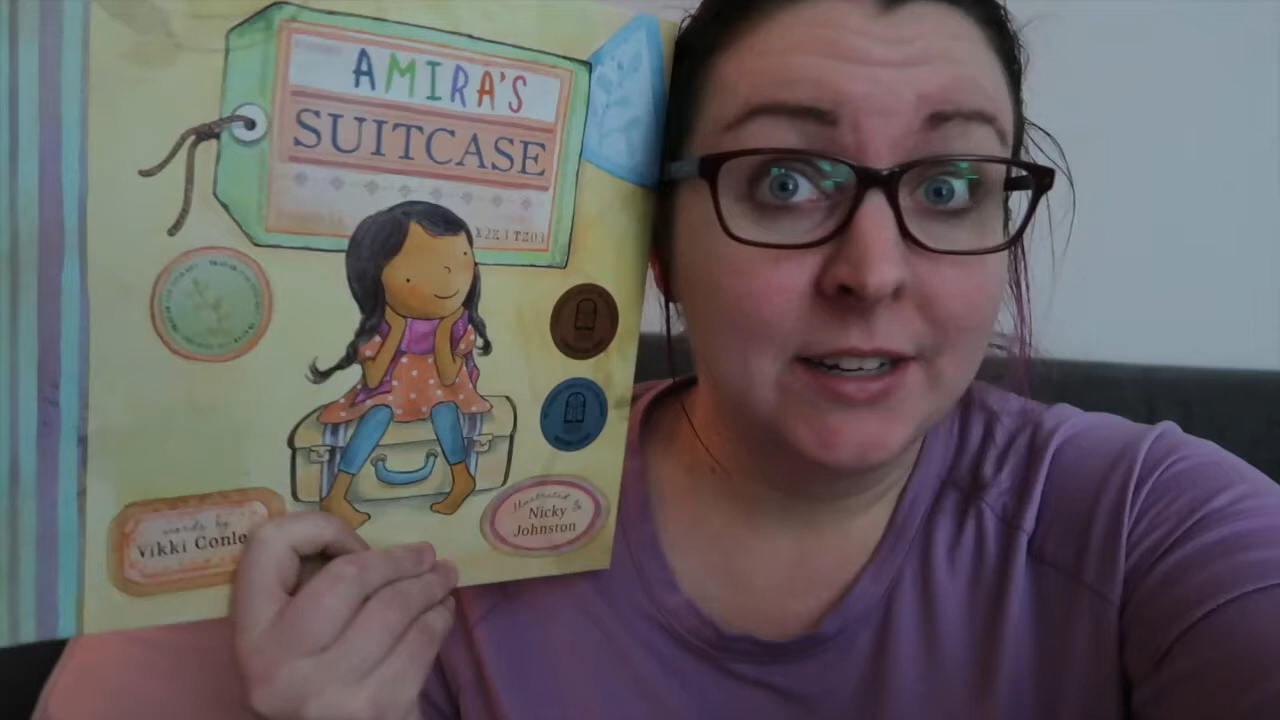 AMIRA'S
SUITCASE
words by
Vikki Conle
Illustrated by
Nicky
Johnston